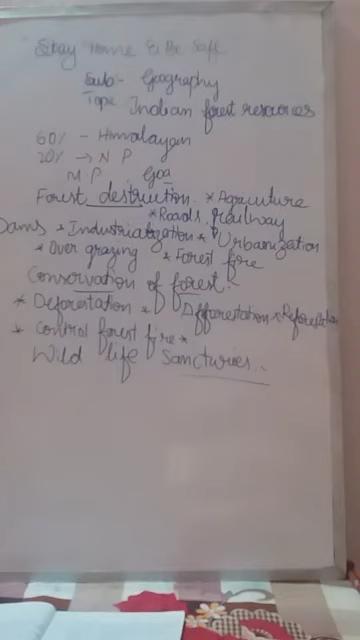 Stay Home & Be Safe
Sub:- Geography
Topic Indian forest resources
60% - Himalayan
20% → N P
M P Goa
Forest destruction * Agriculture
* Roads, railway
Dams * Industrialization * Urbanization
* Over grazing * Forest fire
Conservation of forest:-
* Deforestation * Afforestation * Reforestation
* Control forest fire *
Wild life Sancturies..